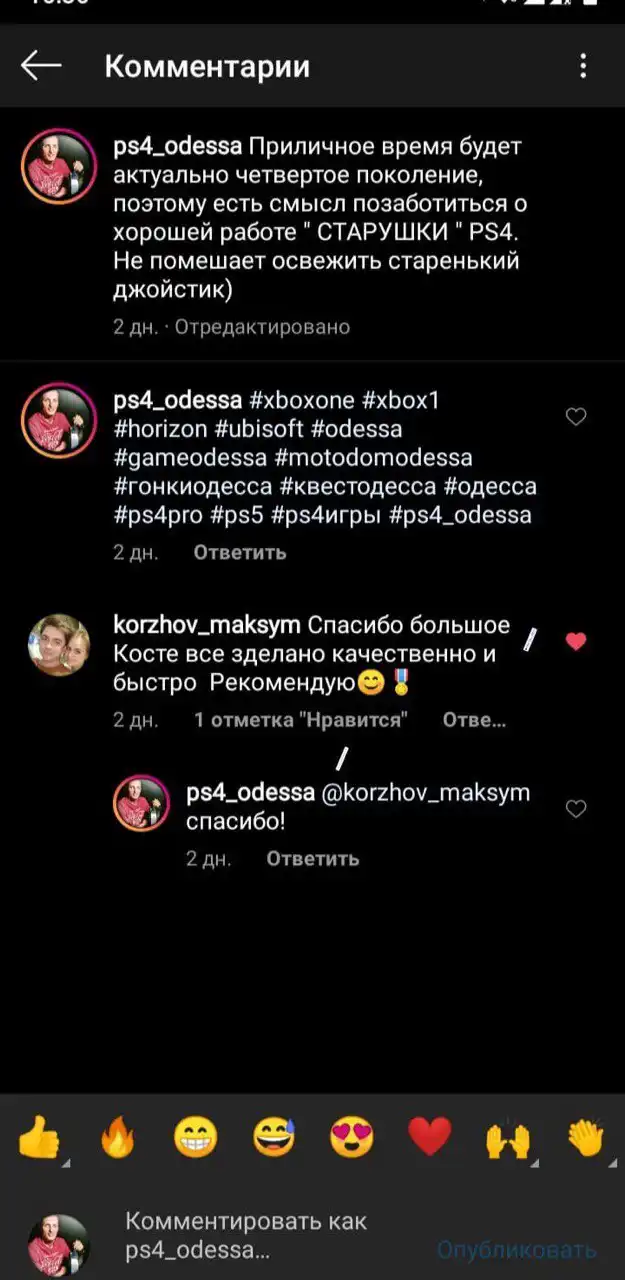 Комментарии
ps4_odessa Приличное время будет
актуально четвертое поколение,
поэтому есть смысл позаботиться о
хорошей работе " СТАРУШКИ " PS4.
Не помешает освежить старенький
джойстик)
2 дн. · Отредактировано
ps4_odessa #xboxone #xbox1
#horizon #ubisoft #odessa
#gameodessa #motodomodessa
#гонкиодесса #квестодесса #одесса
#ps4pro #ps5 #ps4игры #ps4_odessa
2 дн. Ответить
korzhov_maksym Спасибо большое
Косте все зделано качественно и
быстро Рекомендую😊🎖
2 дн. 1 отметка "Нравится" Отве...
ps4_odessa @korzhov_maksym
спасибо!
2 дн. Ответить
Комментировать как
ps4_odessa...
Опубликовать